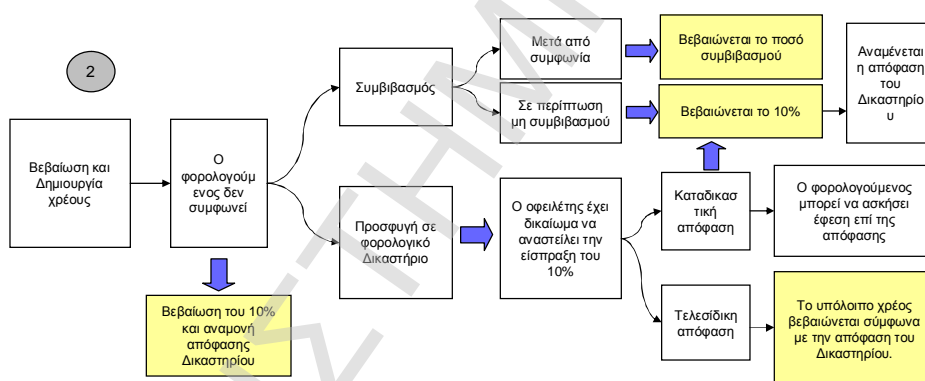 2
Βεβαίωση και
Δημιουργία
χρέους
Ο
φορολογούμ
ενος δεν
συμφωνεί
Βεβαίωση του 10%
και αναμονή
απόφασης
Δικαστηρίου
Συμβιβασμός
Μετά από
συμφωνία
Βεβαιώνεται το ποσό
συμβιβασμού
Σε περίπτωση
μη συμβιβασμού
Βεβαιώνεται το 10%
Αναμένεται
η απόφαση
του
Δικαστηρίο
υ
Προσφυγή σε
φορολογικό
Δικαστήριο
Ο οφειλέτης έχει
δικαίωμα να
αναστείλει την
είσπραξη του
10%
Καταδικασ
τική
απόφαση
Ο φορολογούμενος
μπορεί να ασκήσει
έφεση επί της
απόφασης
Τελεσίδικη
απόφαση
Το υπόλοιπο χρέος
βεβαιώνεται σύμφωνα
με την απόφαση του
Δικαστηρίου.